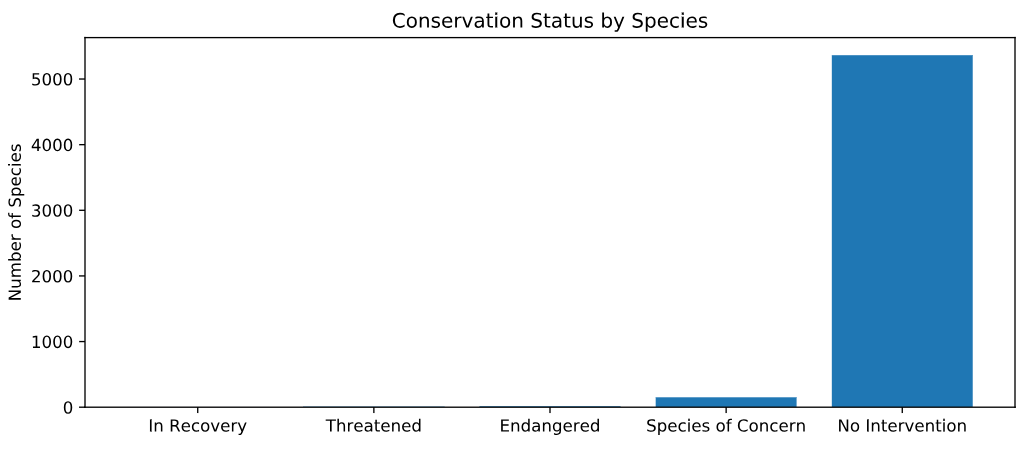 Conservation Status by Species
Number of Species
5000
4000
3000
2000
1000
0
In Recovery
Threatened
Endangered
Species of Concern
No Intervention